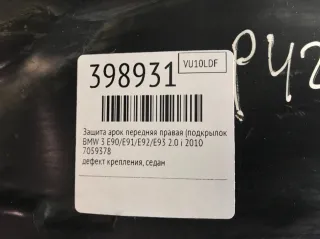 VU10LDF
398931
Защита арок передняя правая (подкрылок
BMW 3 E90/E91/E92/E93 2.0 i 2010
7059378
дефект крепления, седан